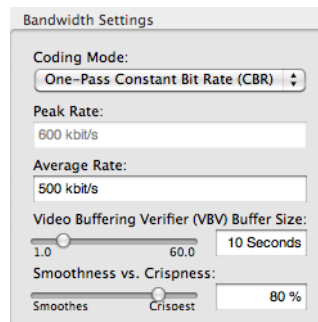 Bandwidth Settings
Coding Mode:
One-Pass Constant Bit Rate (CBR)
Peak Rate:
600 kbit/s
Average Rate:
500 kbit/s
Video Buffering Verifier (VBV) Buffer Size:
10 Seconds
1.0 60.0
Smoothness vs. Crispness:
80 %
Smoothes Crispest